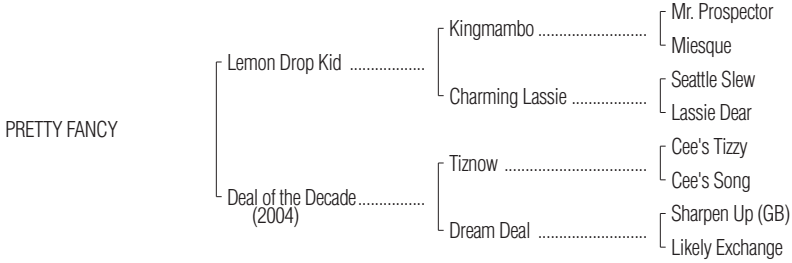 Mr. Prospector
Kingmambo ..........................
Miesque
Lemon Drop Kid ..................
Seattle Slew
Charming Lassie ..................
Lassie Dear
PRETTY FANCY
Cee's Tizzy
Tiznow ..................................
Cee's Song
Deal of the Decade................
(2004)
Sharpen Up (GB)
Dream Deal ..........................
Likely Exchange